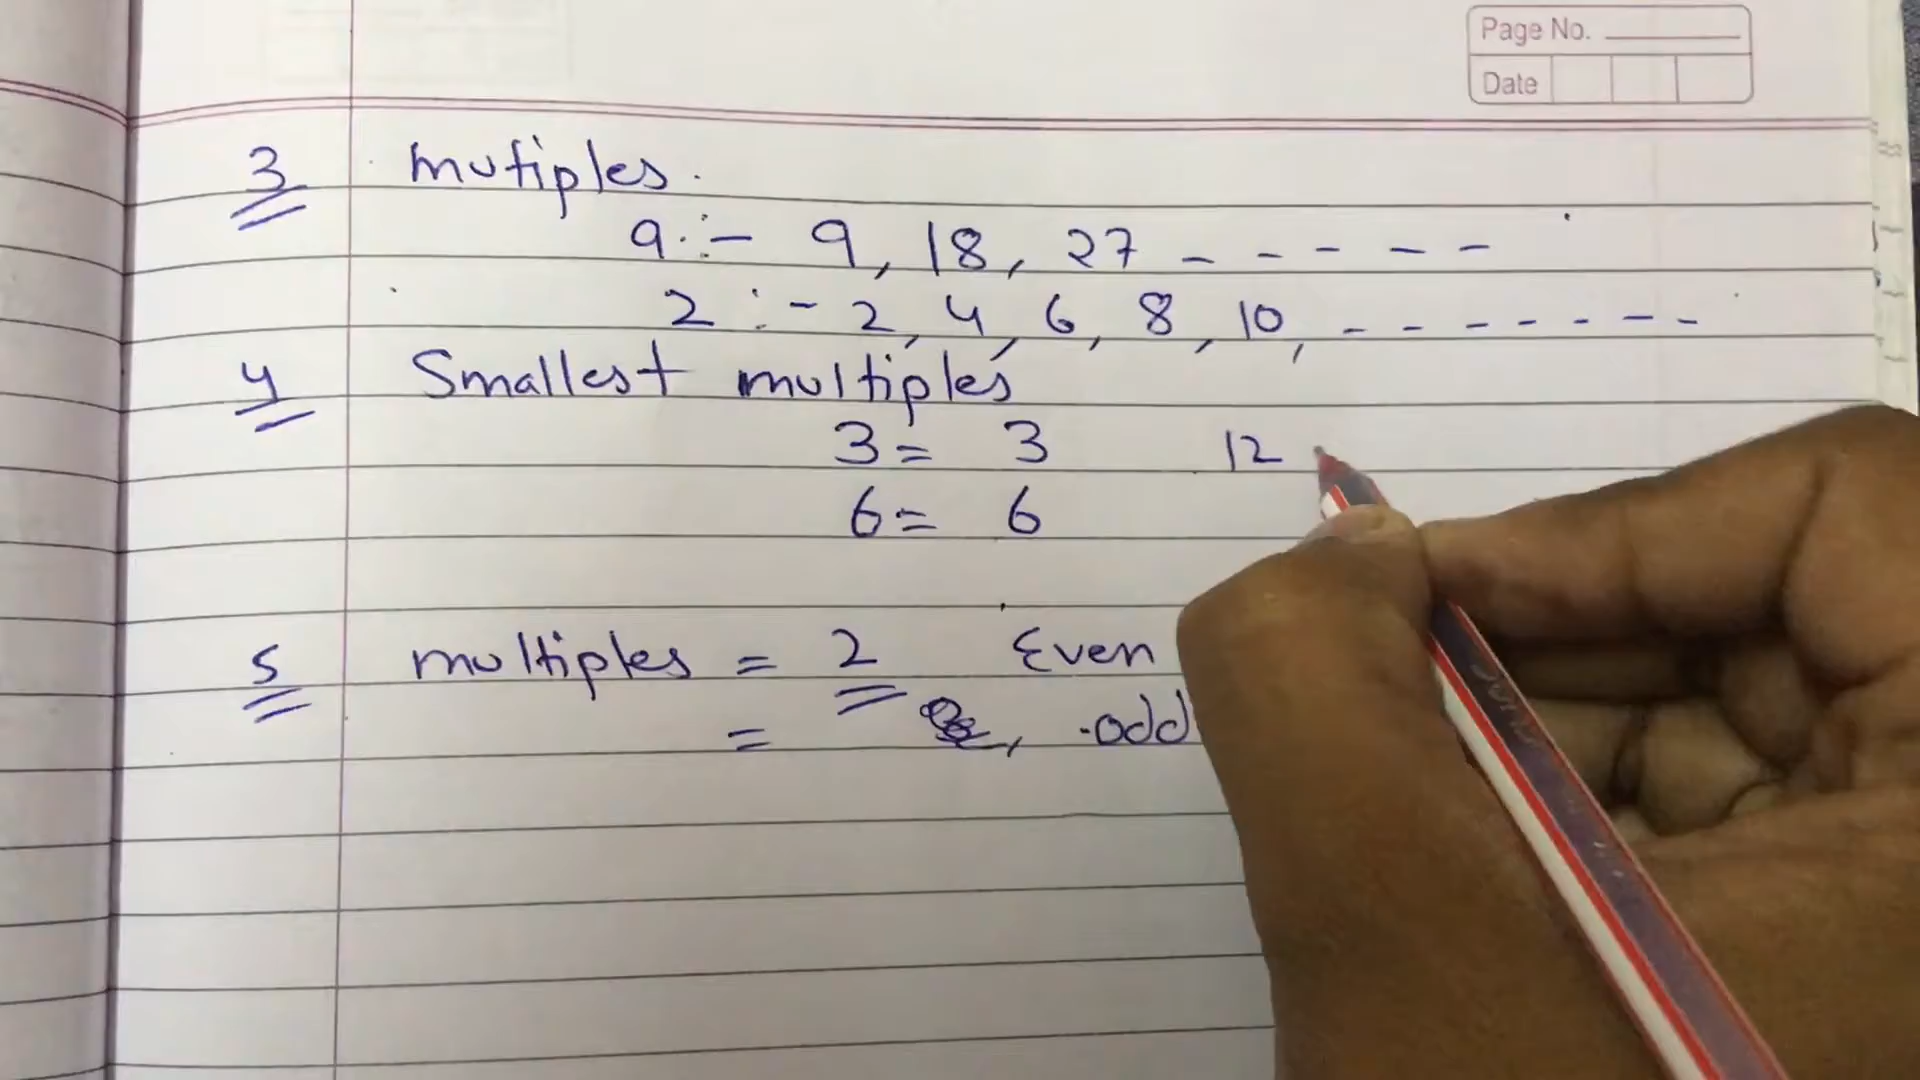 Page No.
Date
3 mutiples.
9 :- 9, 18, 27 - - - - -
2 :- 2, 4, 6, 8, 10, - - - - - - -
4 Smallest multiples
3 = 3 12
6 = 6
5 multiples = 2 Even
= , odd